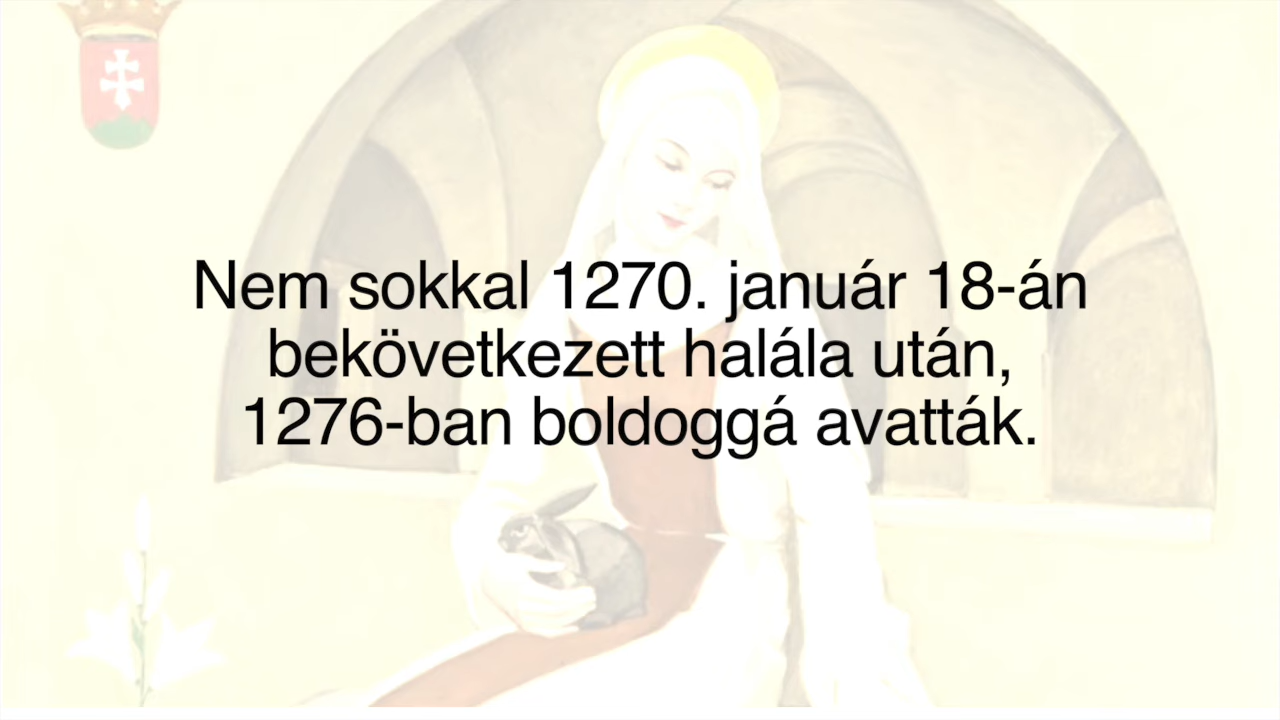 Nem sokkal 1270. január 18-án
bekövetkezett halála után,
1276-ban boldoggá avatták.